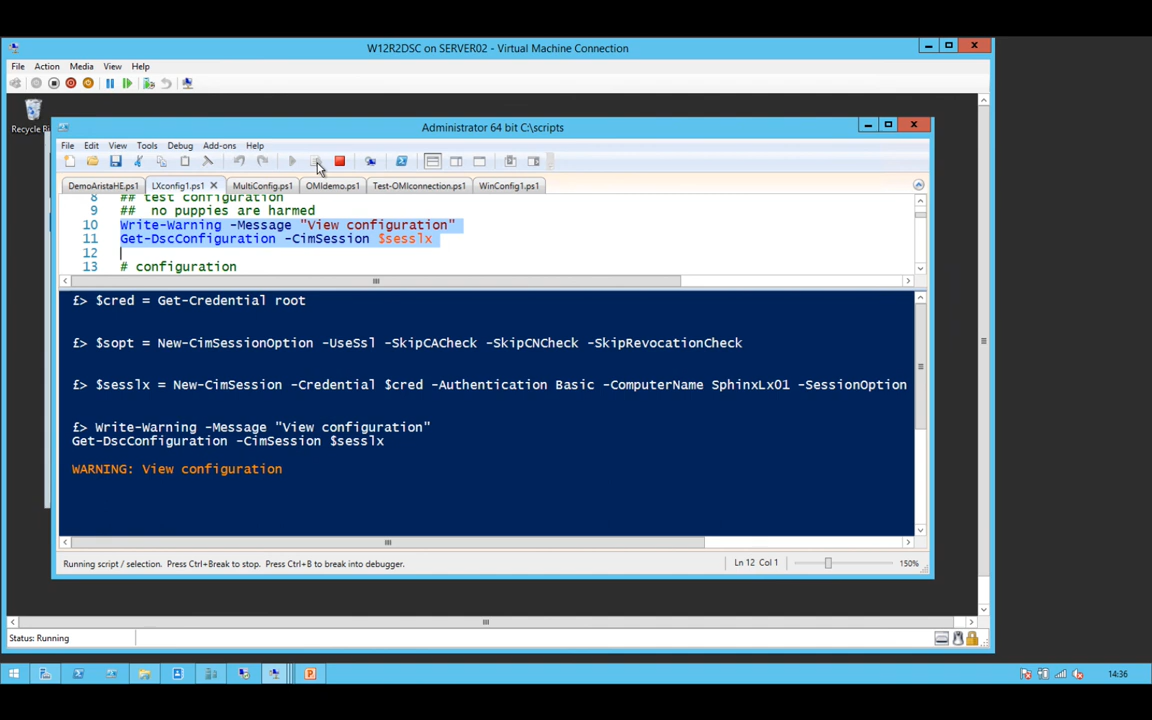 W12R2DSC on SERVER02 - Virtual Machine Connection
File Action Media View Help
Recycle Bi
Administrator 64 bit C:\scripts
File Edit View Tools Debug Add-ons Help
DemoAristaHE.ps1 LXconfig1.ps1 MultiConfig.ps1 OMIdemo.ps1 Test-OMIconnection.ps1 WinConfig1.ps1
8 ## test configuration
9 ## no puppies are harmed
10 Write-Warning -Message "View configuration"
11 Get-DscConfiguration -CimSession $sesslx
12
13 # configuration
£> $cred = Get-Credential root
£> $sopt = New-CimSessionOption -UseSsl -SkipCACheck -SkipCNCheck -SkipRevocationCheck
£> $sesslx = New-CimSession -Credential $cred -Authentication Basic -ComputerName SphinxLx01 -SessionOption
£> Write-Warning -Message "View configuration"
Get-DscConfiguration -CimSession $sesslx
WARNING: View configuration
Running script / selection. Press Ctrl+Break to stop. Press Ctrl+B to break into debugger.
Ln 12 Col 1
150%
Status: Running
14:36